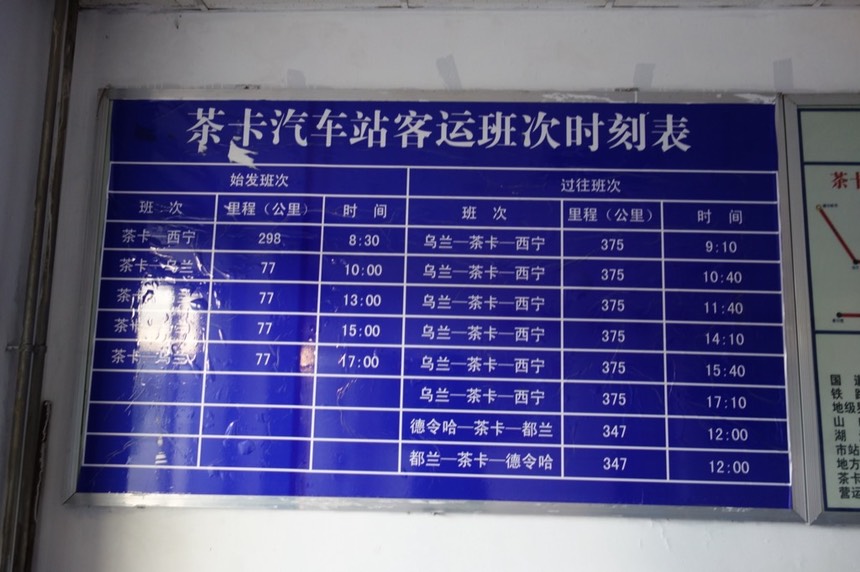 茶卡汽车站客运班次时刻表
始发班次 过往班次
班 次 里程（公里） 时 间 班 次 里程（公里） 时 间
茶卡—西宁 298 8:30 乌兰—茶卡—西宁 375 9:10
茶卡—乌兰 77 10:00 乌兰—茶卡—西宁 375 10:40
茶 77 13:00 乌兰—茶卡—西宁 375 11:40
茶 77 15:00 乌兰—茶卡—西宁 375 14:10
茶卡—乌兰 77 17:00 乌兰—茶卡—西宁 375 15:40
乌兰—茶卡—西宁 375 17:10
德令哈—茶卡—都兰 347 12:00
都兰—茶卡—德令哈 347 12:00
茶卡
国
铁
地级
山
湖
市站
地方
茶卡
营运